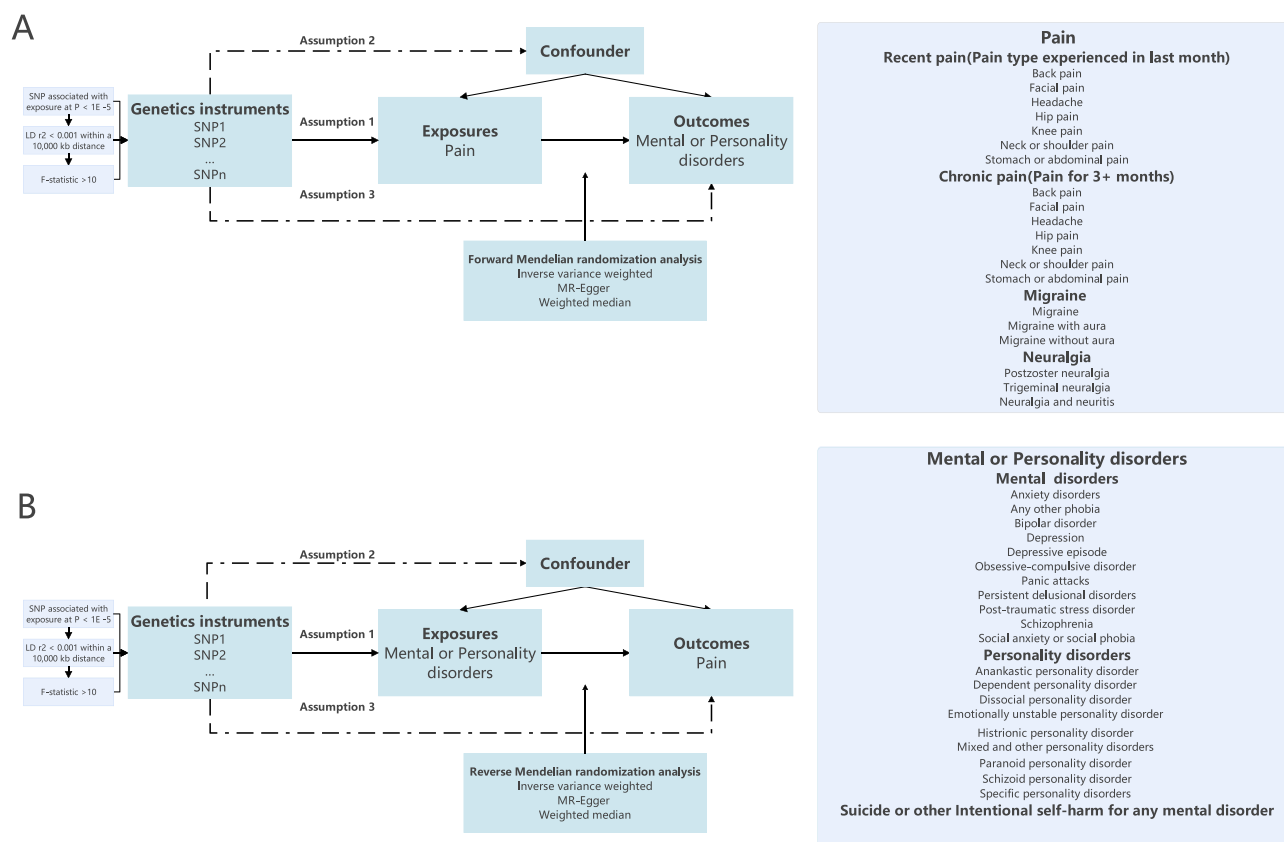 A
Assumption 2
Confounder
SNP associated with
exposure at P < 1E -5
LD r2 < 0.001 within a
10,000 kb distance
F-statistic >10
Genetics instruments
SNP1
SNP2
...
SNPn
Assumption 1
Exposures
Pain
Outcomes
Mental or Personality
disorders
Assumption 3
Forward Mendelian randomization analysis
Inverse variance weighted
MR-Egger
Weighted median
Pain
Recent pain(Pain type experienced in last month)
Back pain
Facial pain
Headache
Hip pain
Knee pain
Neck or shoulder pain
Stomach or abdominal pain
Chronic pain(Pain for 3+ months)
Back pain
Facial pain
Headache
Hip pain
Knee pain
Neck or shoulder pain
Stomach or abdominal pain
Migraine
Migraine
Migraine with aura
Migraine without aura
Neuralgia
Postzoster neuralgia
Trigeminal neuralgia
Neuralgia and neuritis
B
Assumption 2
Confounder
SNP associated with
exposure at P < 1E -5
LD r2 < 0.001 within a
10,000 kb distance
F-statistic >10
Genetics instruments
SNP1
SNP2
...
SNPn
Assumption 1
Exposures
Mental or Personality
disorders
Outcomes
Pain
Assumption 3
Reverse Mendelian randomization analysis
Inverse variance weighted
MR-Egger
Weighted median
Mental or Personality disorders
Mental disorders
Anxiety disorders
Any other phobia
Bipolar disorder
Depression
Depressive episode
Obsessive-compulsive disorder
Panic attacks
Persistent delusional disorders
Post-traumatic stress disorder
Schizophrenia
Social anxiety or social phobia
Personality disorders
Anankastic personality disorder
Dependent personality disorder
Dissocial personality disorder
Emotionally unstable personality disorder
Histrionic personality disorder
Mixed and other personality disorders
Paranoid personality disorder
Schizoid personality disorder
Specific personality disorders
Suicide or other Intentional self-harm for any mental disorder